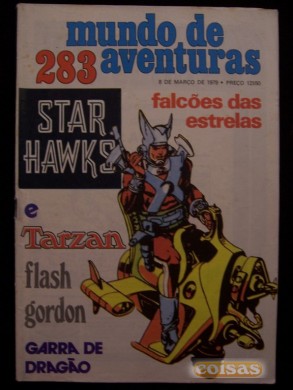 mundo de
aventuras
283
8 DE MARÇO DE 1979 • PREÇO 12$50
STAR
HAWKS
falcões das
estrelas
e
Tarzan
flash
gordon
GARRA DE
DRAGÃO
coisas